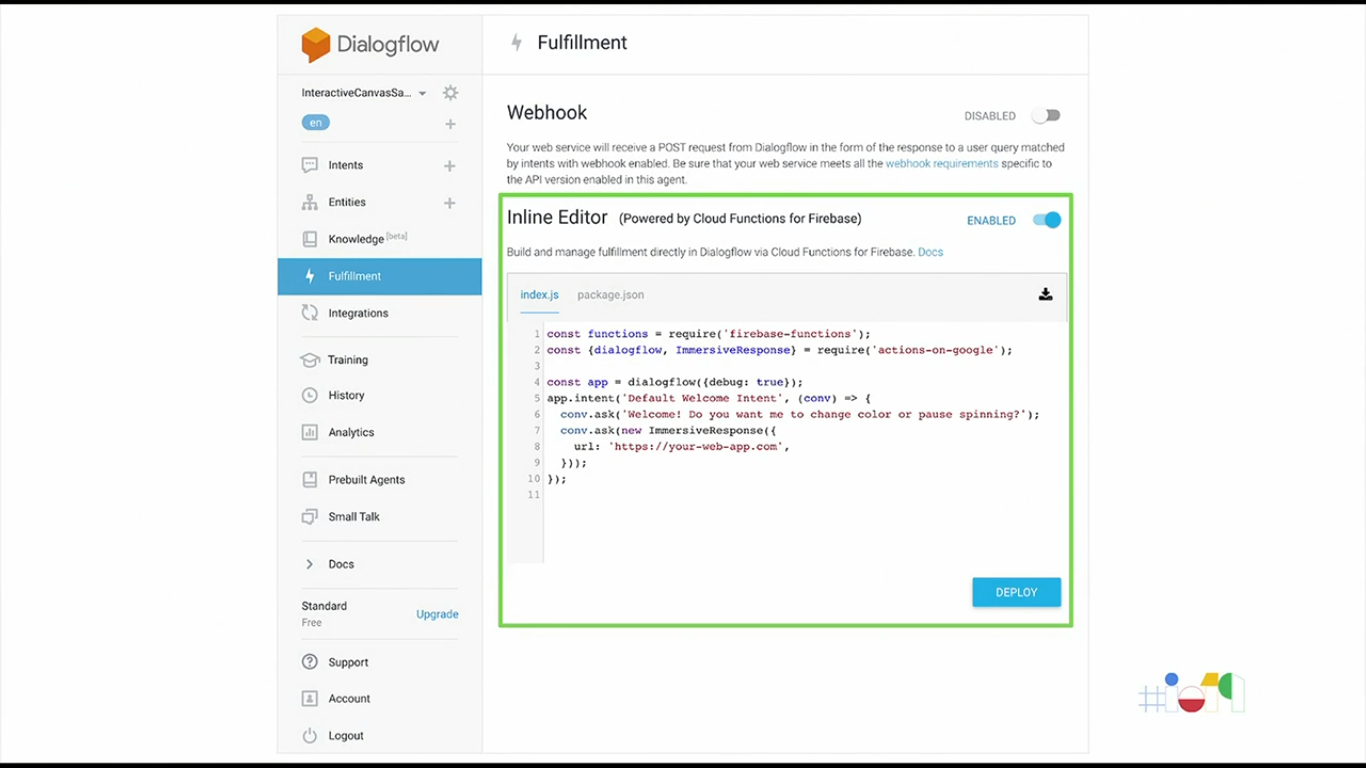 Dialogflow
InteractiveCanvasSa...
en
Intents
Entities
Knowledge [beta]
Fulfillment
Integrations
Training
History
Analytics
Prebuilt Agents
Small Talk
Docs
Standard
Free
Upgrade
Support
Account
Logout
Fulfillment
Webhook
DISABLED
Your web service will receive a POST request from Dialogflow in the form of the response to a user query matched
by intents with webhook enabled. Be sure that your web service meets all the webhook requirements specific to
the API version enabled in this agent.
Inline Editor (Powered by Cloud Functions for Firebase)
ENABLED
Build and manage fulfillment directly in Dialogflow via Cloud Functions for Firebase. Docs
index.js package.json
1 const functions = require('firebase-functions');
2 const {dialogflow, ImmersiveResponse} = require('actions-on-google');
3
4 const app = dialogflow({debug: true});
5 app.intent('Default Welcome Intent', (conv) => {
6 conv.ask('Welcome! Do you want me to change color or pause spinning?');
7 conv.ask(new ImmersiveResponse({
8 url: 'https://your-web-app.com',
9 }));
10 });
11
DEPLOY
#io19